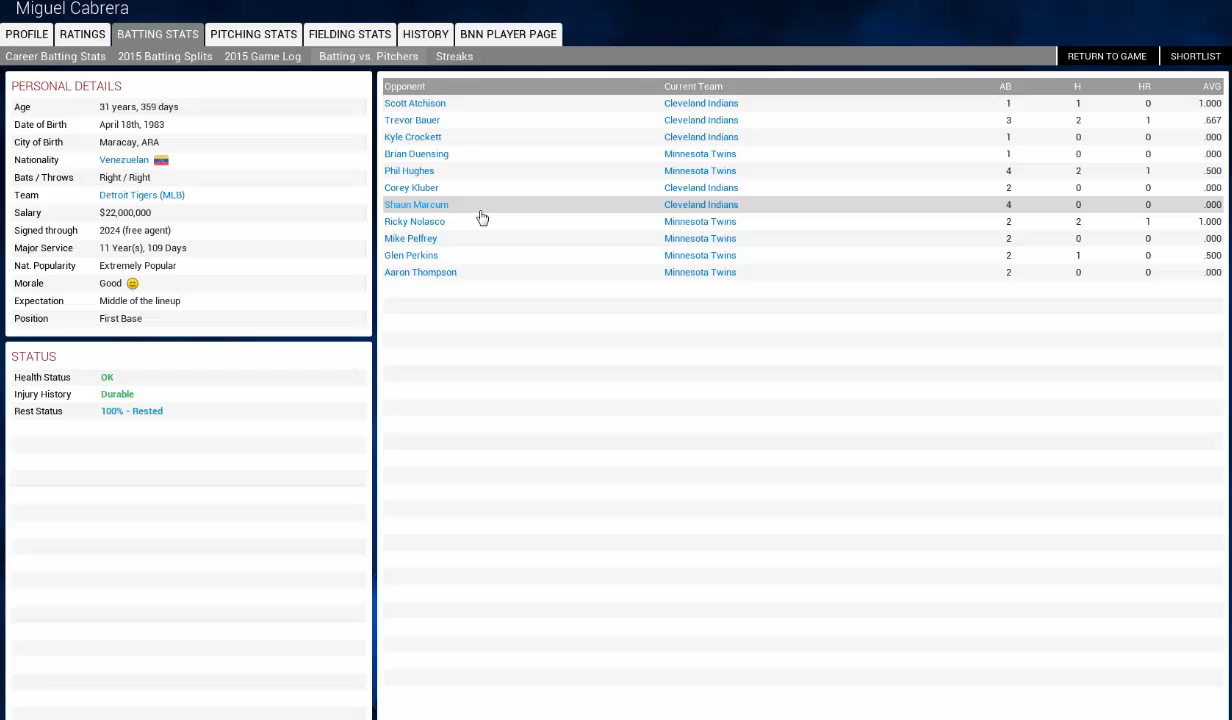 Miguel Cabrera
PROFILE RATINGS BATTING STATS PITCHING STATS FIELDING STATS HISTORY BNN PLAYER PAGE
Career Batting Stats 2015 Batting Splits 2015 Game Log Batting vs. Pitchers Streaks RETURN TO GAME SHORTLIST
PERSONAL DETAILS
Age 31 years, 359 days
Date of Birth April 18th, 1983
City of Birth Maracay, ARA
Nationality Venezuelan
Bats / Throws Right / Right
Team Detroit Tigers (MLB)
Salary $22,000,000
Signed through 2024 (free agent)
Major Service 11 Year(s), 109 Days
Nat. Popularity Extremely Popular
Morale Good
Expectation Middle of the lineup
Position First Base
STATUS
Health Status OK
Injury History Durable
Rest Status 100% - Rested
Opponent Current Team AB H HR AVG
Scott Atchison Cleveland Indians 1 1 0 1.000
Trevor Bauer Cleveland Indians 3 2 1 .667
Kyle Crockett Cleveland Indians 1 0 0 .000
Brian Duensing Minnesota Twins 1 0 0 .000
Phil Hughes Minnesota Twins 4 2 1 .500
Corey Kluber Cleveland Indians 2 0 0 .000
Shaun Marcum Cleveland Indians 4 0 0 .000
Ricky Nolasco Minnesota Twins 2 2 1 1.000
Mike Pelfrey Minnesota Twins 2 0 0 .000
Glen Perkins Minnesota Twins 2 1 0 .500
Aaron Thompson Minnesota Twins 2 0 0 .000